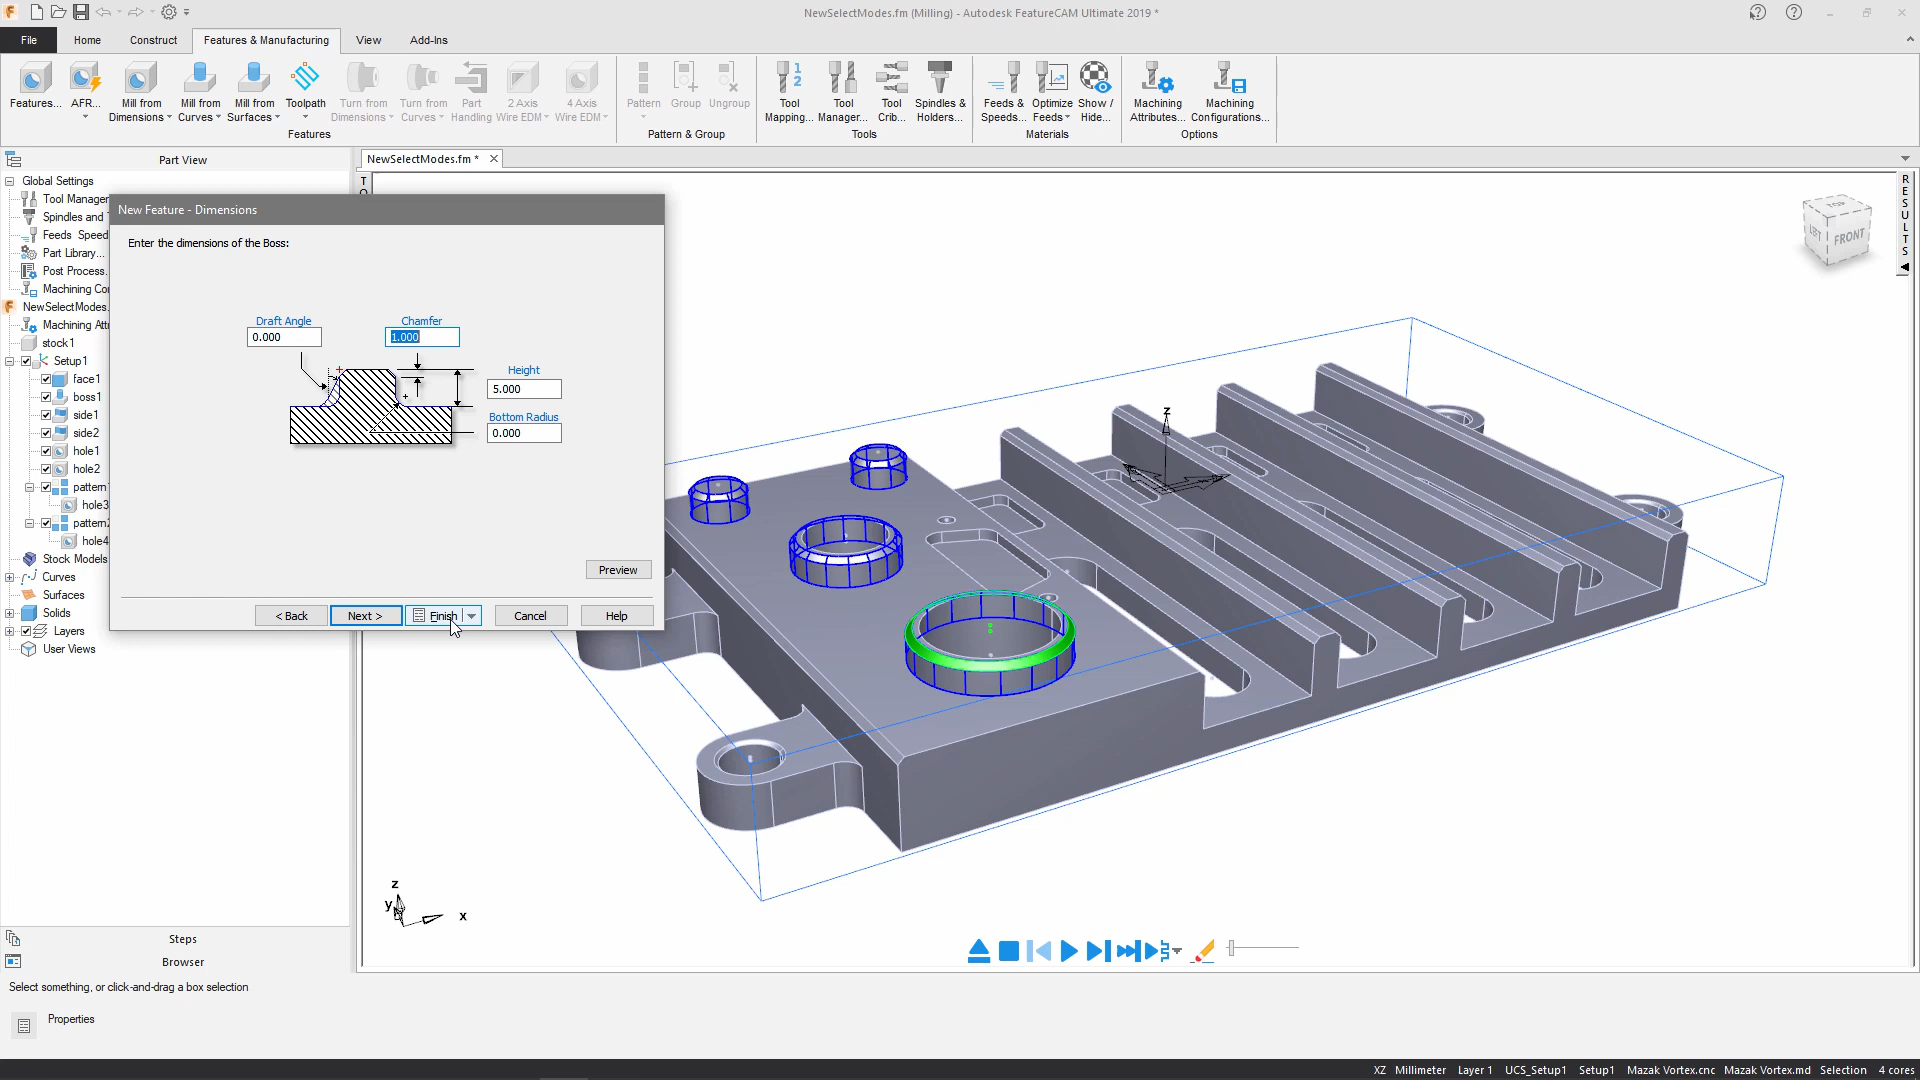 NewSelectModes.fm (Milling) - Autodesk FeatureCAM Ultimate 2019 *
File Home Construct Features & Manufacturing View Add-Ins
Features... AFR... Mill from Dimensions Mill from Curves Mill from Surfaces Toolpath Turn from Dimensions Turn from Curves Part Handling 2 Axis Wire EDM 4 Axis Wire EDM
Pattern Group Ungroup
Tool Mapping... Tool Manager... Tool Crib... Spindles & Holders...
Feeds & Speeds... Optimize Feeds Show / Hide...
Machining Attributes... Machining Configurations...
Features Pattern & Group Tools Materials Options
Part View
NewSelectModes.fm *
Global Settings
Tool Manager
Spindles and
Feeds Speed
Part Library...
Post Process.
Machining Co
NewSelectModes.
Machining Att
stock1
Setup1
face1
boss1
side1
side2
hole1
hole2
pattern
hole3
pattern
hole4
Stock Models
Curves
Surfaces
Solids
Layers
User Views
New Feature - Dimensions
Enter the dimensions of the Boss:
Draft Angle
0.000
Chamfer
1.000
Height
5.000
Bottom Radius
0.000
Preview
< Back Next > Finish Cancel Help
T
RESULTS
TOP
LEFT
FRONT
z
z
y
x
Steps
Browser
Select something, or click-and-drag a box selection
Properties
XZ Millimeter Layer 1 UCS_Setup1 Setup1 Mazak Vortex.cnc Mazak Vortex.md Selection 4 cores